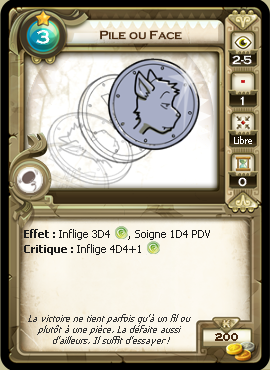 3
Pile ou Face
2-5
1
Libre
0
Effet : Inflige 3D4 , Soigne 1D4 PDV
Critique : Inflige 4D4+1
La victoire ne tient parfois qu'à un fil ou
plutôt à une pièce. La défaite aussi
d'ailleurs. Il suffit d'essayer !
K
200